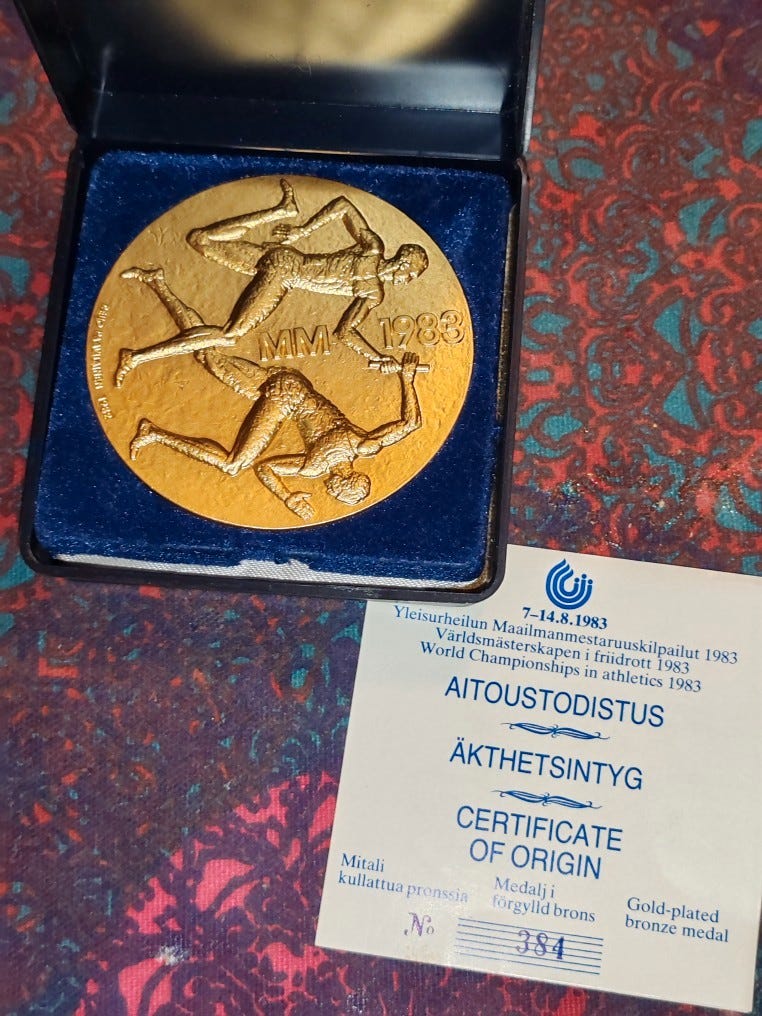 MM 1983
7–14.8.1983
Yleisurheilun Maailmanmestaruuskilpailut 1983
Världsmästerskapen i friidrott 1983
World Championships in athletics 1983
AITOUSTODISTUS
ÄKTHETSINTYG
CERTIFICATE
OF ORIGIN
Mitali
kullattua pronssia
Medalj i
förgylld brons
Gold-plated
bronze medal
No 384